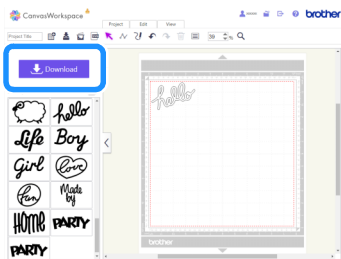 CanvasWorkspace
brother
Project Edit View
Project Title
39 %
Download
hello
Life Boy
Girl Love
Fun Made by
HOME PARTY
PARTY
hello
brother